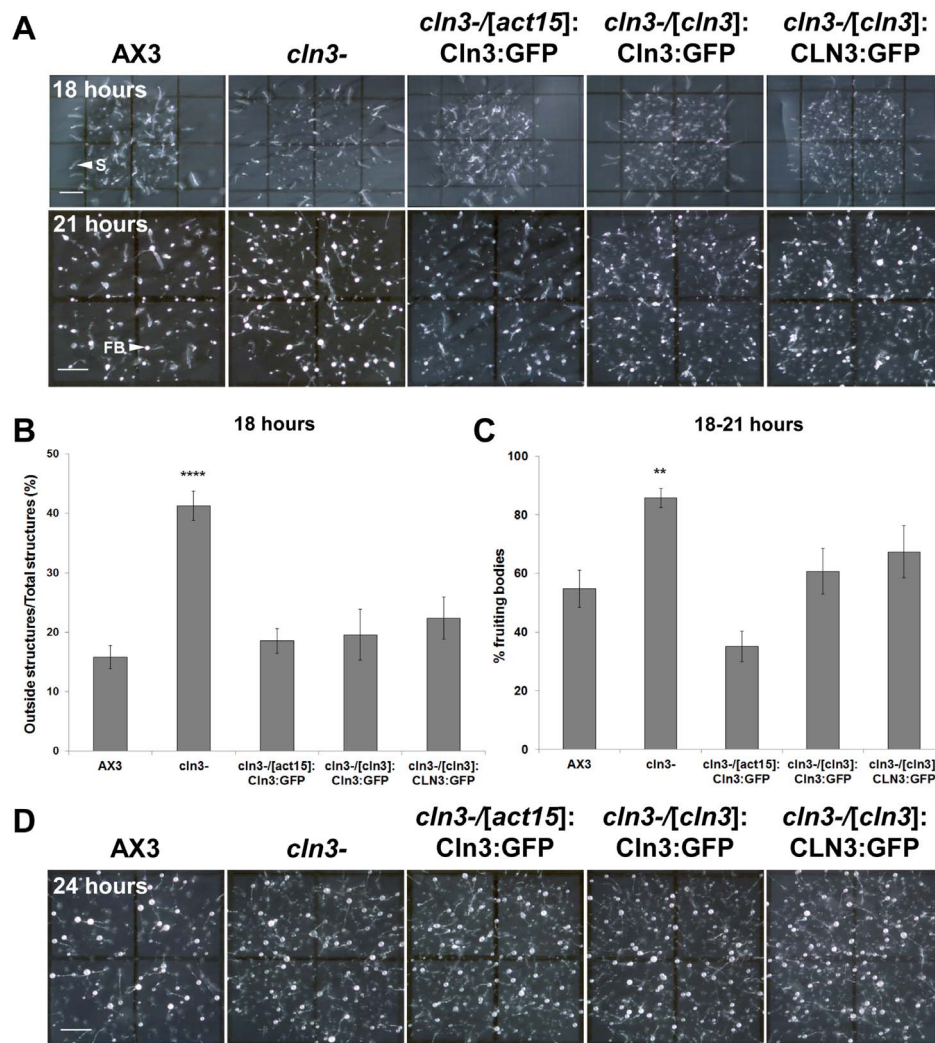 A
AX3
cln3-
cln3-/[act15]:
Cln3:GFP
cln3-/[cln3]:
Cln3:GFP
cln3-/[cln3]:
CLN3:GFP
18 hours
S
21 hours
FB
B
18 hours
Outside structures/Total structures (%)
50
40
30
20
10
0
****
AX3
cln3-
cln3-/[act15]:
Cln3:GFP
cln3-/[cln3]:
Cln3:GFP
cln3-/[cln3]:
CLN3:GFP
C
18-21 hours
% fruiting bodies
100
80
60
40
20
0
**
AX3
cln3-
cln3-/[act15]:
Cln3:GFP
cln3-/[cln3]:
Cln3:GFP
cln3-/[cln3]:
CLN3:GFP
D
AX3
cln3-
cln3-/[act15]:
Cln3:GFP
cln3-/[cln3]:
Cln3:GFP
cln3-/[cln3]:
CLN3:GFP
24 hours